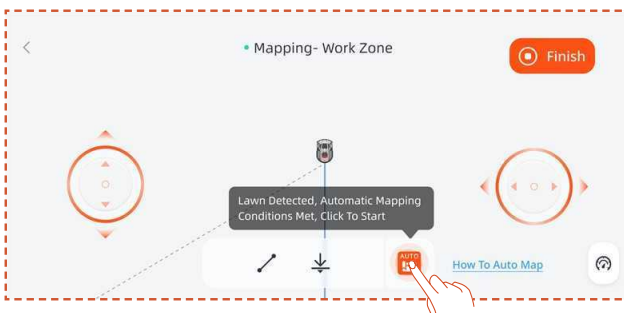 Mapping- Work Zone
Finish
Lawn Detected, Automatic Mapping
Conditions Met, Click To Start
AUTO
How To Auto Map